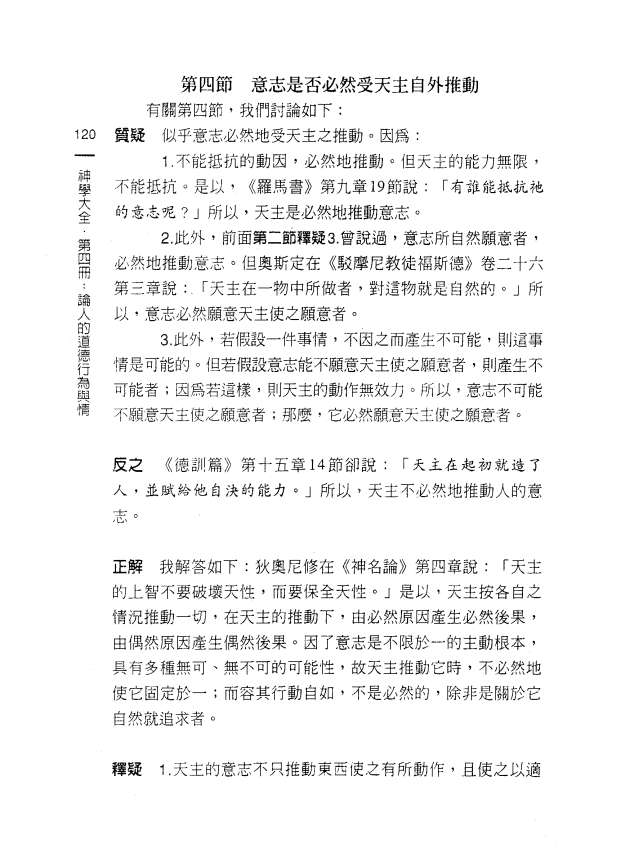 第四節　意志是否必然受天主自外推動
有關第四節，我們討論如下：
質疑　似乎意志必然地受天主之推動。因爲：
1.不能抵抗的動因，必然地推動。但天主的能力無限，
不能抵抗。是以，《羅馬書》第九章19節說：「有誰能抵抗祂
的意志呢？」所以，天主是必然地推動意志。
2.此外，前面第二節釋疑3.曾說過，意志所自然願意者，
必然地推動意志。但奧斯定在《駁摩尼教徒福斯德》卷二十六
第三章說：「天主在一物中所做者，對這物就是自然的。」所
以，意志必然願意天主使之願意者。
3.此外，若假設一件事情，不因之而產生不可能，則這事
情是可能的。但若假設意志能不願意天主使之願意者，則產生不
可能者；因爲若這樣，則天主的動作無效力。所以，意志不可能
不願意天主使之願意者；那麼，它必然願意天主使之願意者。
反之　《德訓篇》第十五章14節卻說：「天主在起初就造了
人，並賦給他自決的能力。」所以，天主不必然地推動人的意
志。
正解　我解答如下：狄奧尼修在《神名論》第四章說：「天主
的上智不要破壞天性，而要保全天性。」是以，天主按各自之
情況推動一切，在天主的推動下，由必然原因產生必然後果，
由偶然原因產生偶然後果。因了意志是不限於一的主動根本，
具有多種無可、無不可的可能性，故天主推動它時，不必然地
使它固定於一；而容其行動自如，不是必然的，除非是關於它
自然就追求者。
釋疑　1.天主的意志不只推動東西使之有所動作，且使之以適
120
神學大全．第四冊：論人的道德行為與情